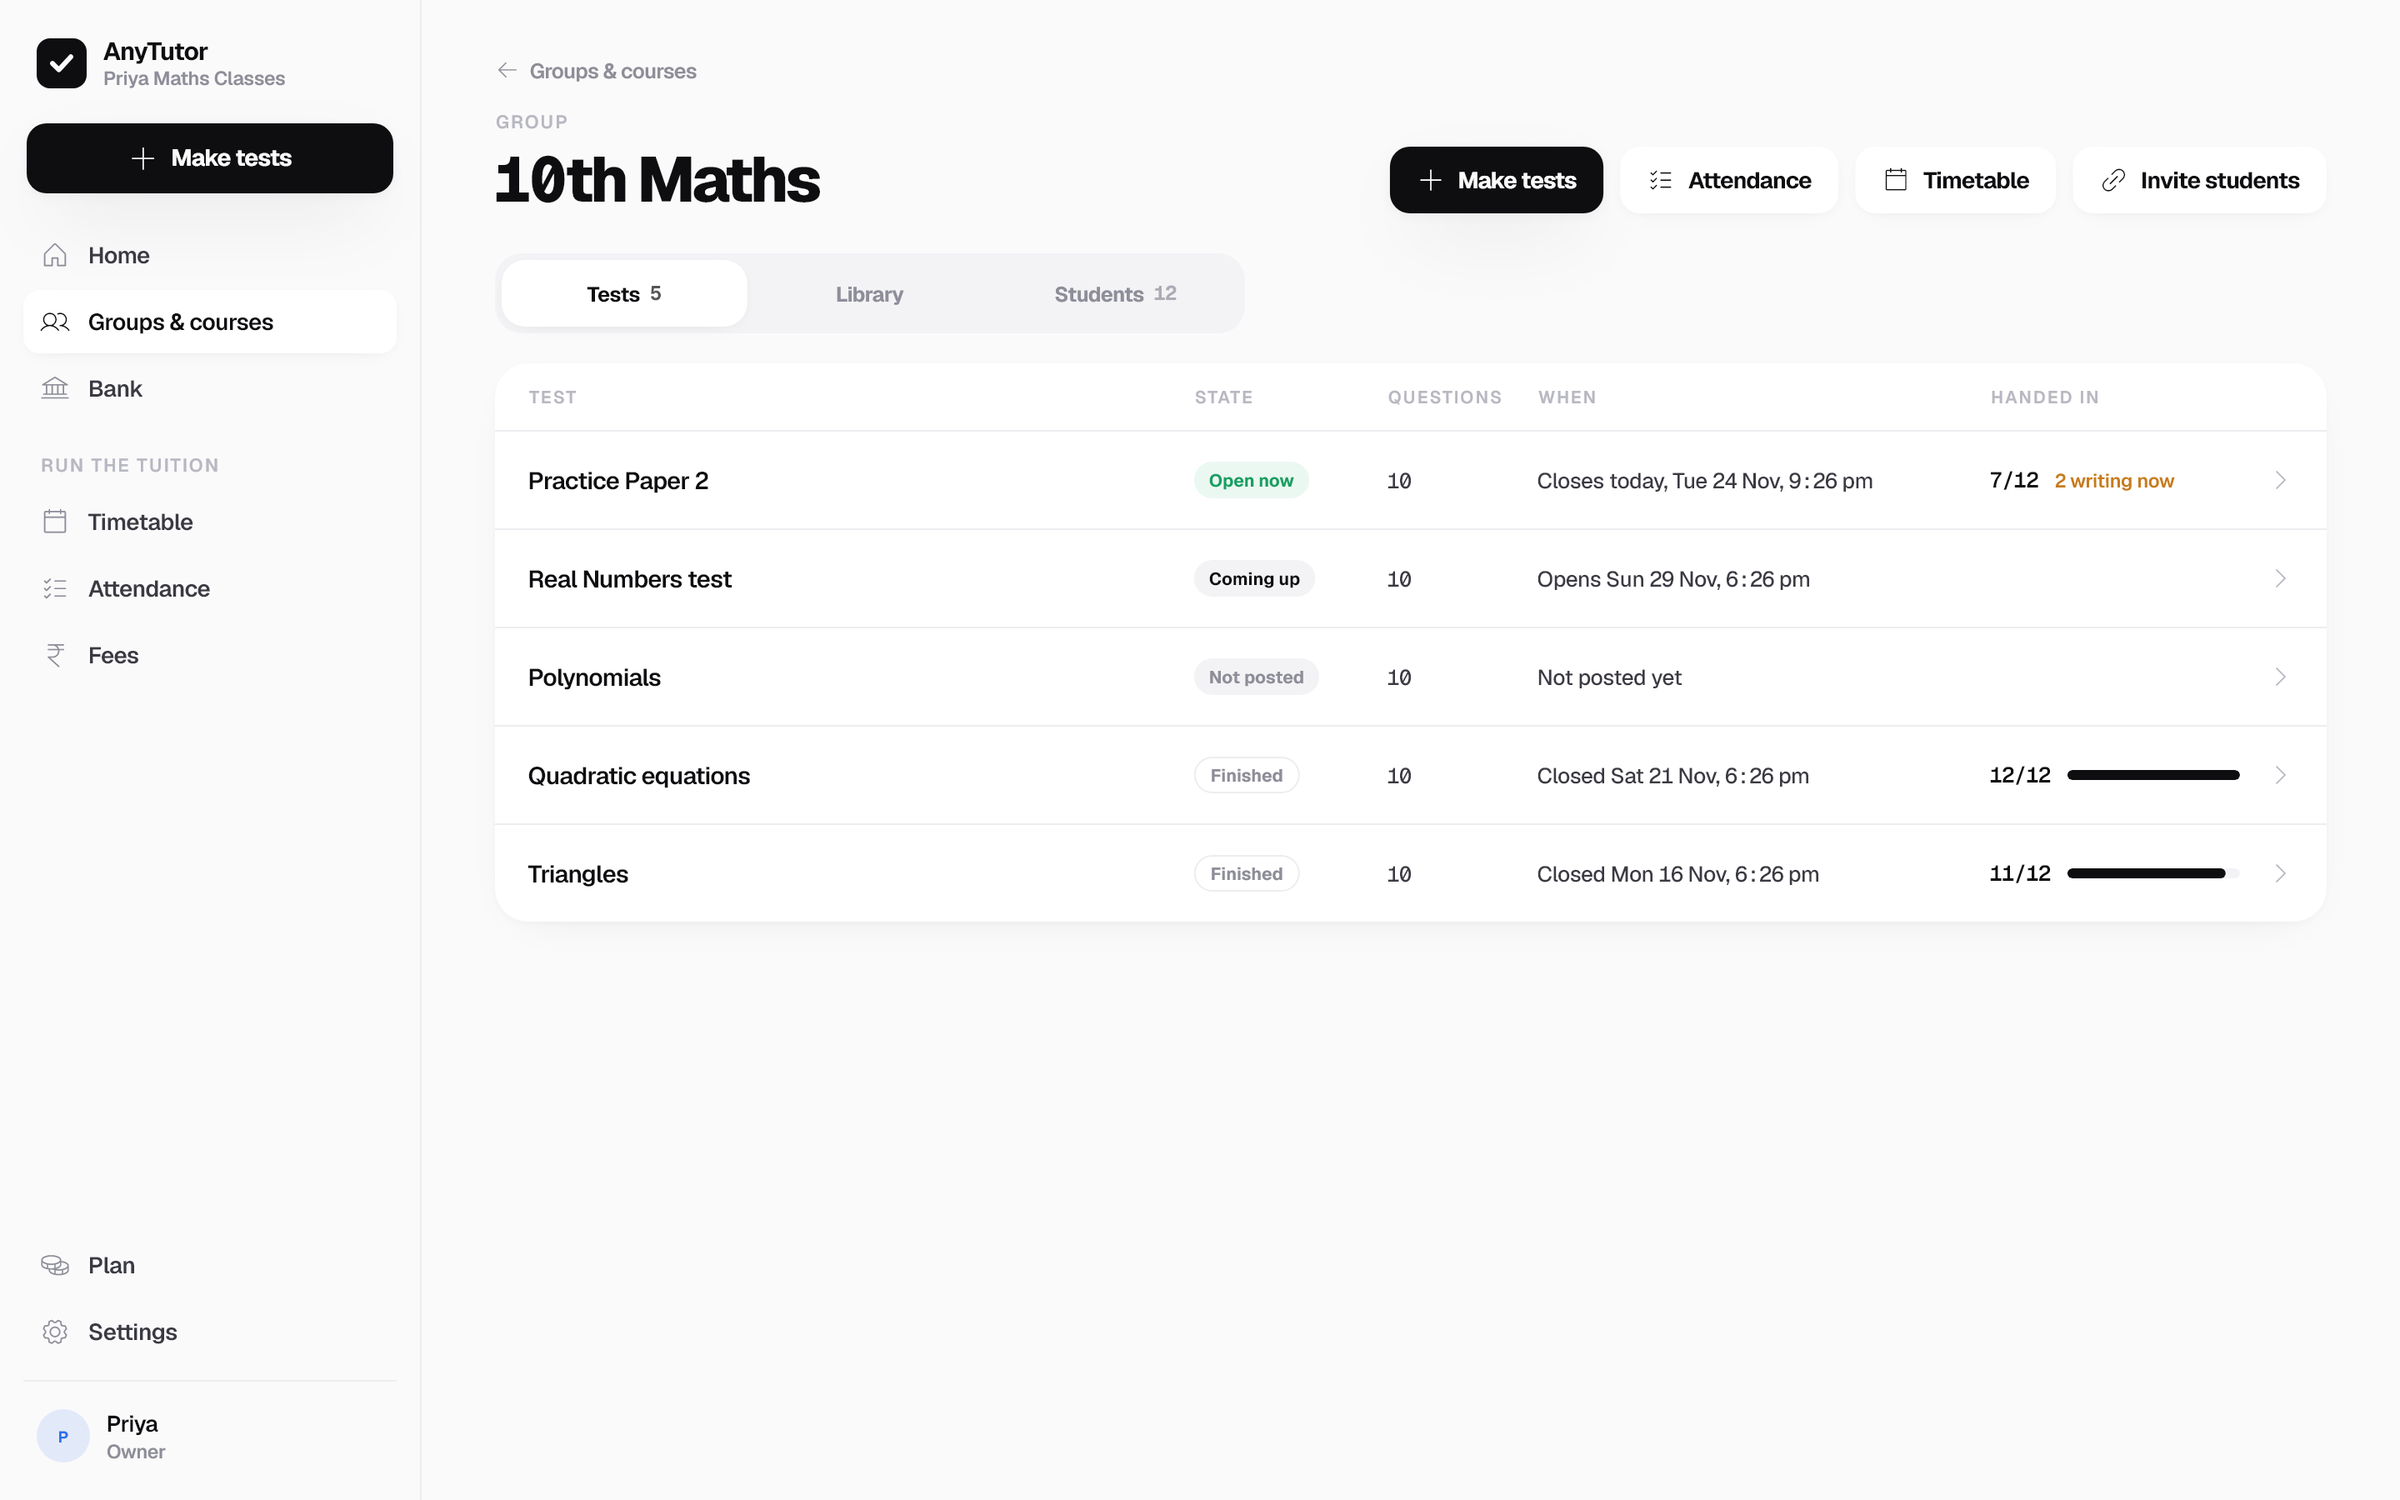 AnyTutor
Priya Maths Classes
Make tests
Home
Groups & courses
Bank
RUN THE TUITION
Timetable
Attendance
Fees
Plan
Settings
P
Priya
Owner
Groups & courses
GROUP
10th Maths
Make tests
Attendance
Timetable
Invite students
Tests 5
Library
Students 12
TEST STATE QUESTIONS WHEN HANDED IN
Practice Paper 2 Open now 10 Closes today, Tue 24 Nov, 9:26 pm 7/12 2 writing now
Real Numbers test Coming up 10 Opens Sun 29 Nov, 6:26 pm
Polynomials Not posted 10 Not posted yet
Quadratic equations Finished 10 Closed Sat 21 Nov, 6:26 pm 12/12
Triangles Finished 10 Closed Mon 16 Nov, 6:26 pm 11/12